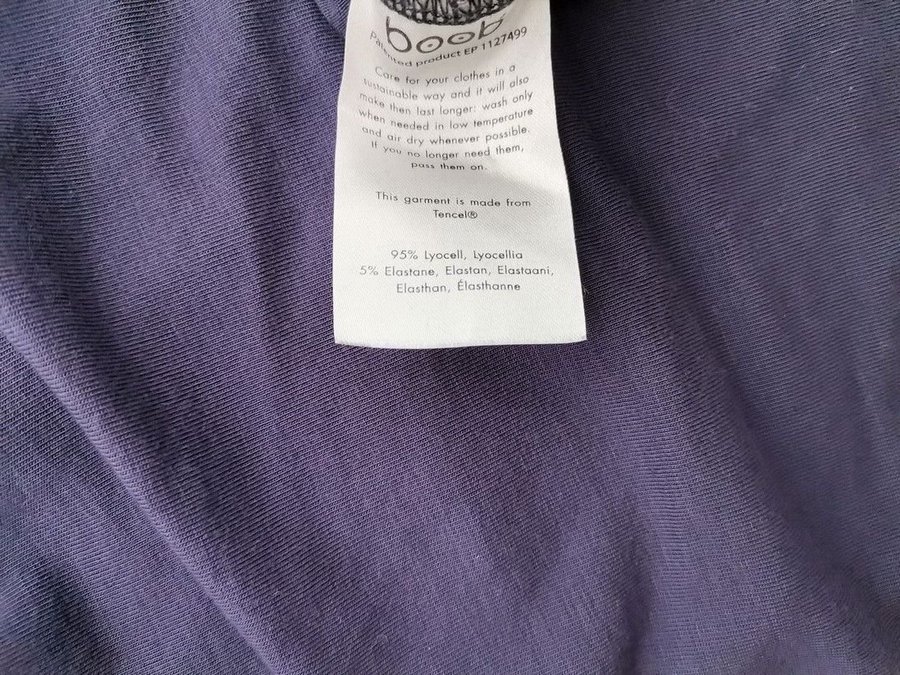 boob
Patented product EP 1127499
Care for your clothes in a
sustainable way and it will also
make then last longer: wash only
when needed in low temperature
and air dry whenever possible.
If you no longer need them,
pass them on.
This garment is made from
Tencel®
95% Lyocell, Lyocellia
5% Elastane, Elastan, Elastaani,
Elasthan, Élasthanne